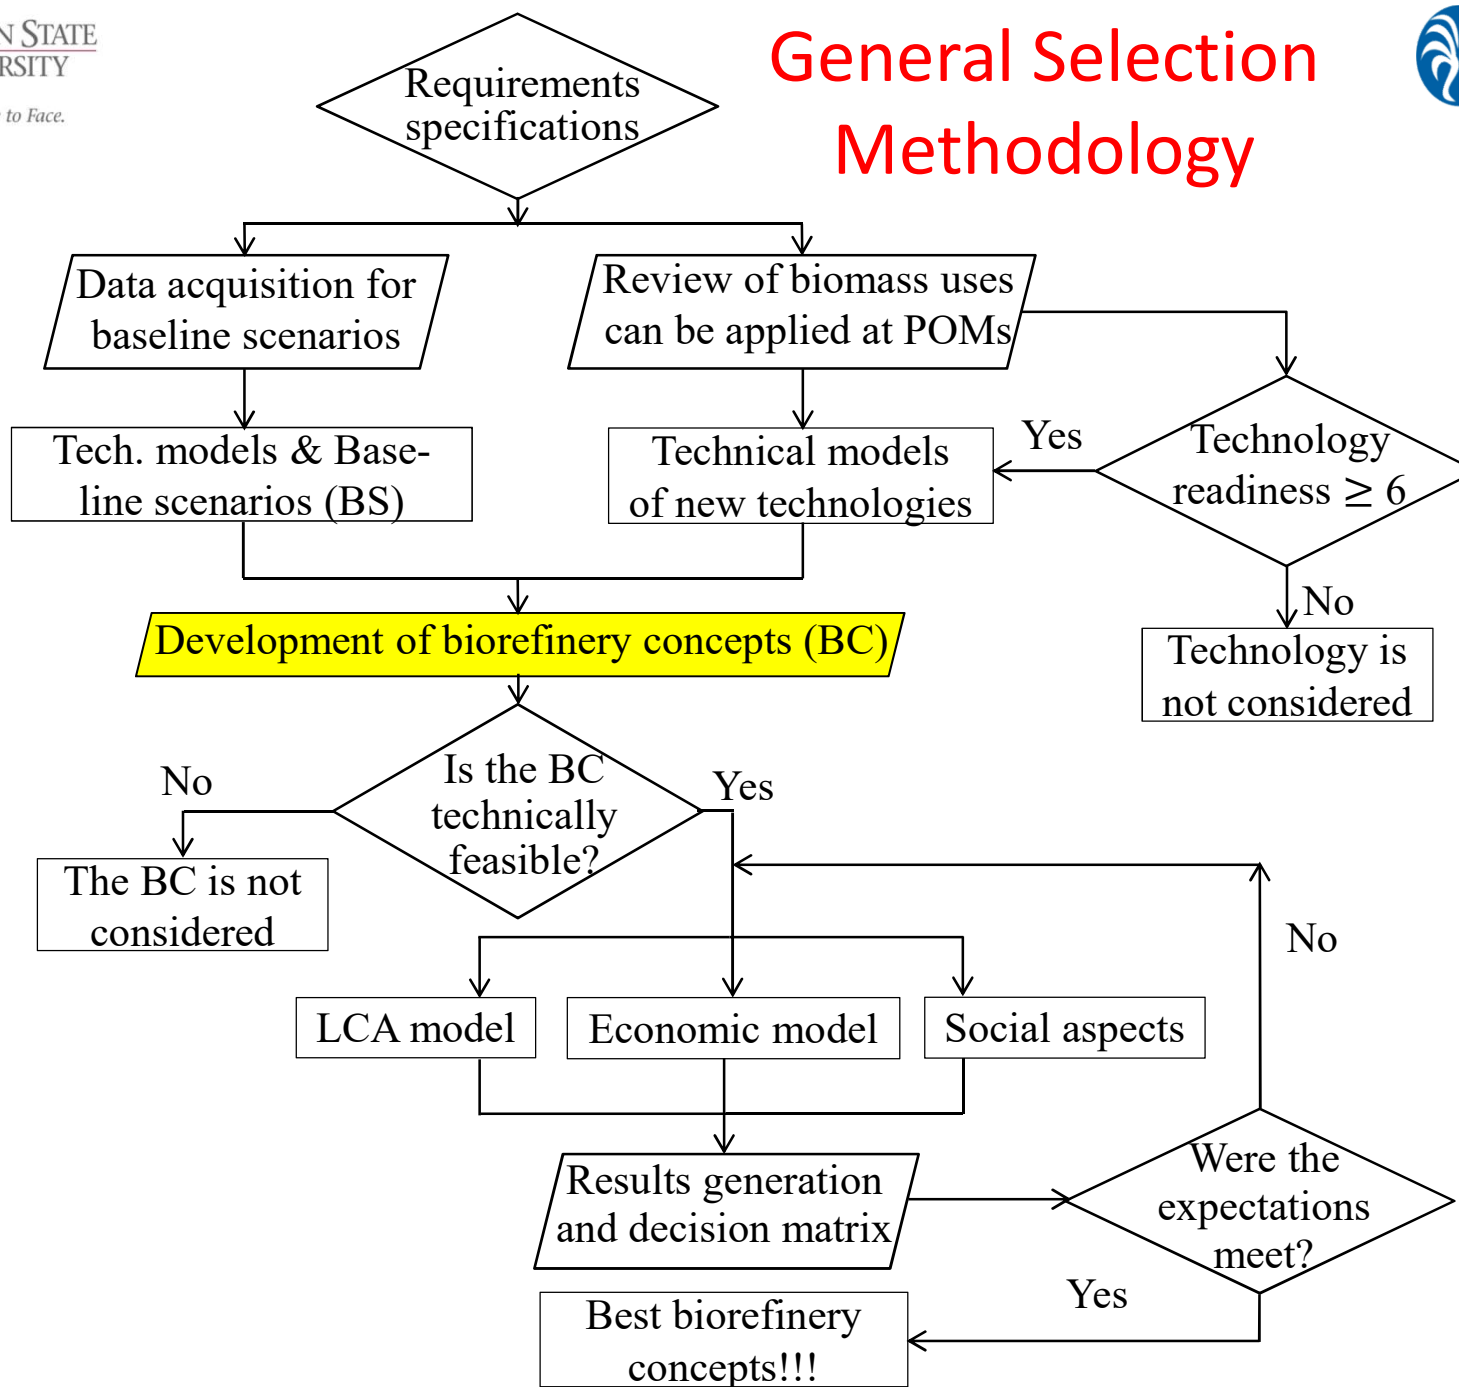 N STATE
RSITY
to Face.
General Selection
Methodology
Requirements
specifications
Data acquisition for
baseline scenarios
Review of biomass uses
can be applied at POMs
Tech. models & Base-
line scenarios (BS)
Technical models
of new technologies
Yes
Technology
readiness ≥ 6
No
Technology is
not considered
Development of biorefinery concepts (BC)
No
Is the BC
technically
feasible?
Yes
The BC is not
considered
No
LCA model
Economic model
Social aspects
Results generation
and decision matrix
Were the
expectations
meet?
Yes
Best biorefinery
concepts!!!